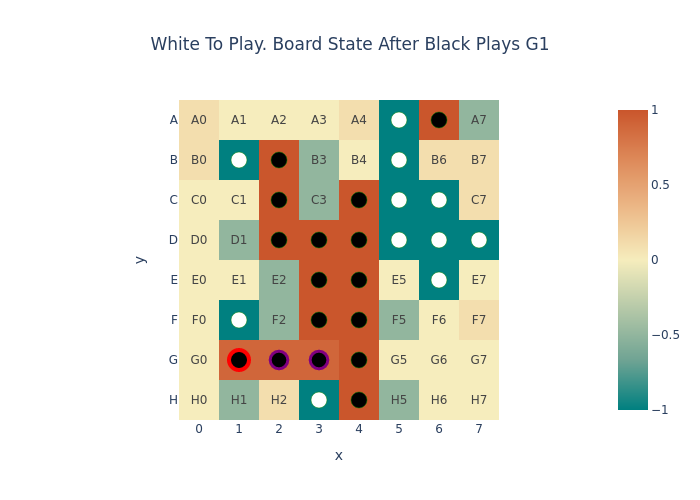 White To Play. Board State After Black Plays G1
A A0 A1 A2 A3 A4 A7
B B0 B3 B4 B6 B7
C C0 C1 C3 C7
D D0 D1
E E0 E1 E2 E5 E7
F F0 F2 F5 F6 F7
G G0 G5 G6 G7
H H0 H1 H2 H5 H6 H7
0 1 2 3 4 5 6 7
x
y
1
0.5
0
−0.5
−1